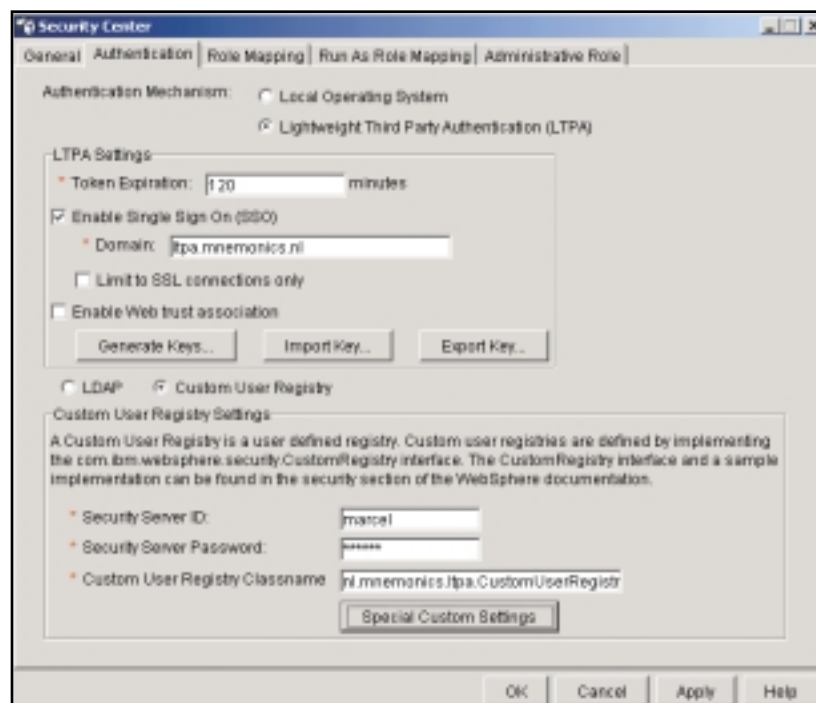 Security Center
General Authentication Role Mapping Run As Role Mapping Administrative Role
Authentication Mechanism: Local Operating System
Lightweight Third Party Authentication (LTPA)
LTPA Settings
* Token Expiration: 120 minutes
Enable Single Sign On (SSO)
* Domain: ltpa.mnemonics.nl
Limit to SSL connections only
Enable Web trust association
Generate Keys... Import Key... Export Key...
LDAP Custom User Registry
Custom User Registry Settings
A Custom User Registry is a user defined registry. Custom user registries are defined by implementing
the com.ibm.websphere.security.CustomRegistry interface. The CustomRegistry interface and a sample
implementation can be found in the security section of the WebSphere documentation.
* Security Server ID: marcel
* Security Server Password: ******
* Custom User Registry Classname nl.mnemonics.ltpa.CustomUserRegistr
Special Custom Settings
OK Cancel Apply Help